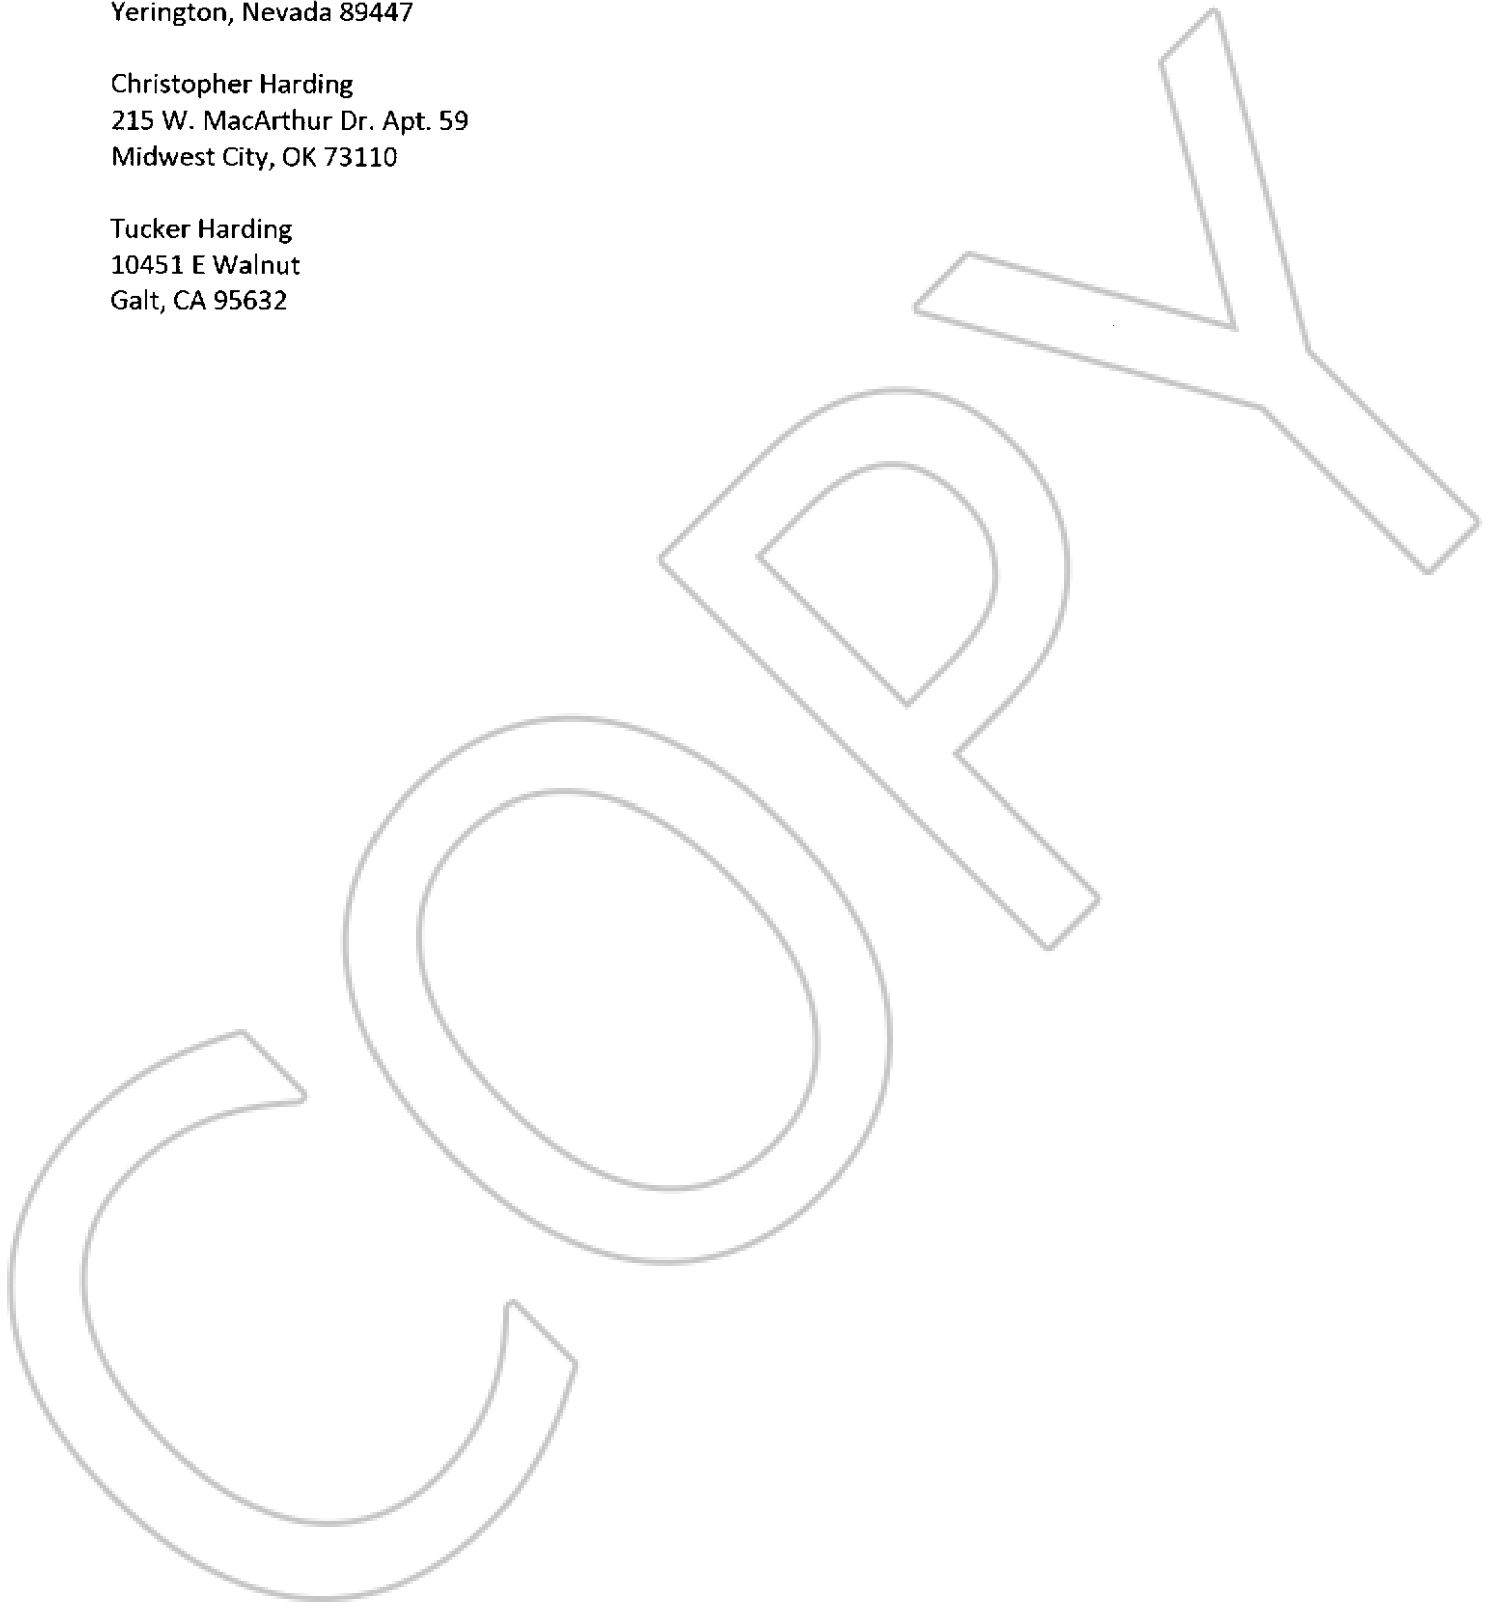 Yerington, Nevada 89447
Christopher Harding
215 W. MacArthur Dr. Apt. 59
Midwest City, OK 73110
Tucker Harding
10451 E Walnut
Galt, CA 95632
COPY